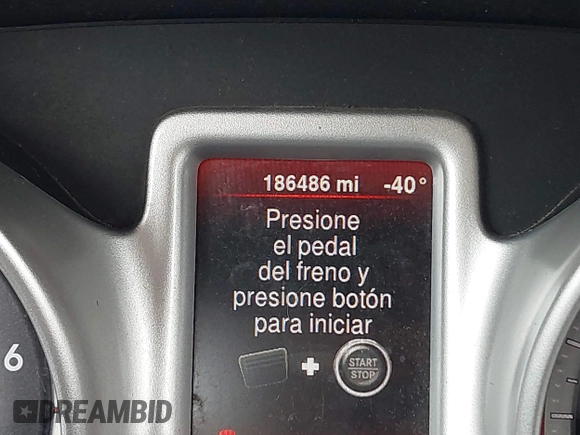 186486 mi -40°
Presione
el pedal
del freno y
presione botón
para iniciar
START
STOP
6
DREAMBID